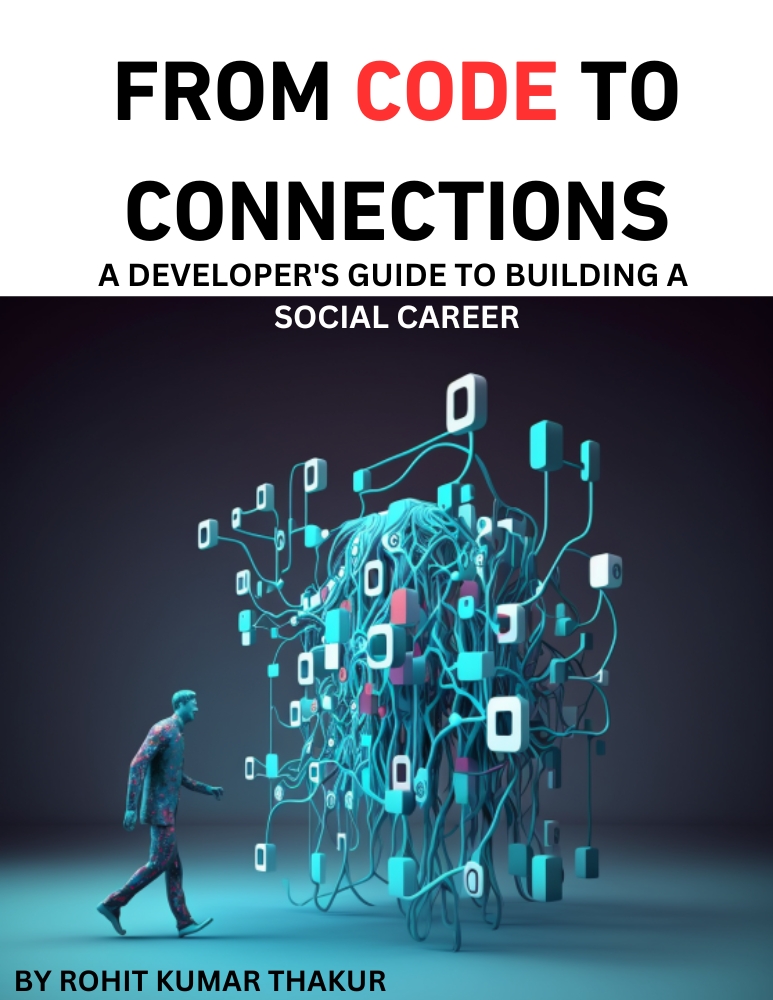 FROM CODE TO
CONNECTIONS
A DEVELOPER'S GUIDE TO BUILDING A
SOCIAL CAREER
BY ROHIT KUMAR THAKUR